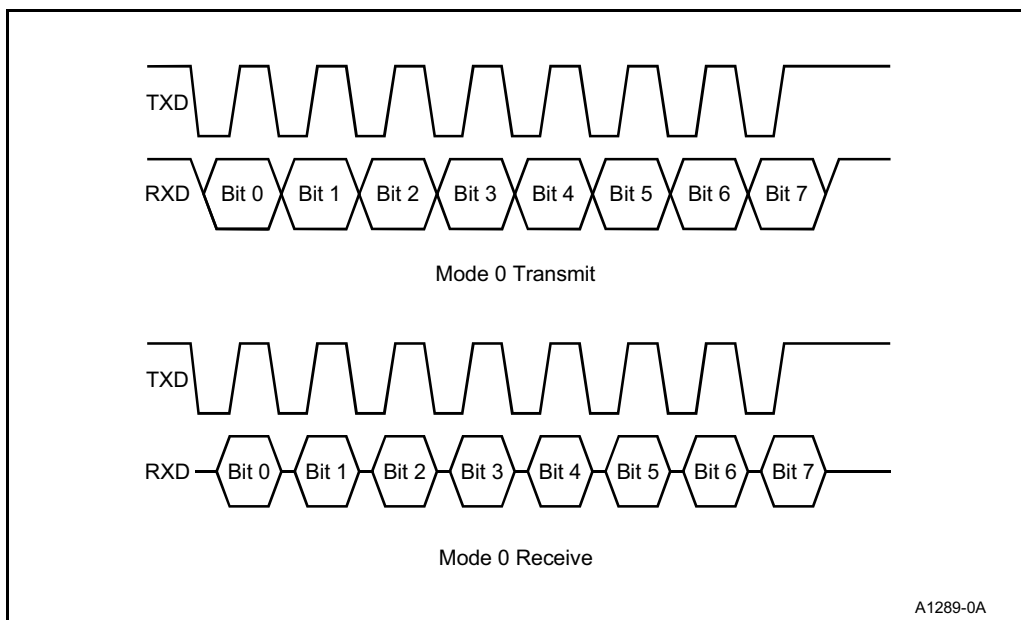 TXD
RXD Bit 0 Bit 1 Bit 2 Bit 3 Bit 4 Bit 5 Bit 6 Bit 7
Mode 0 Transmit
TXD
RXD Bit 0 Bit 1 Bit 2 Bit 3 Bit 4 Bit 5 Bit 6 Bit 7
Mode 0 Receive
A1289-0A